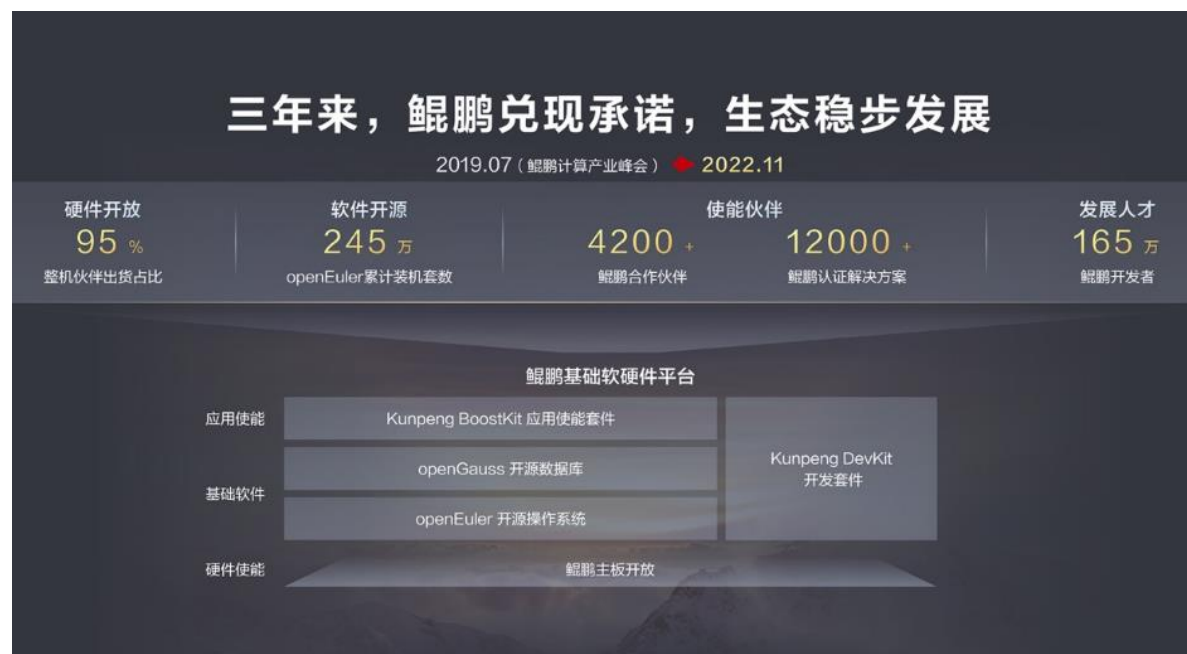 三年来，鲲鹏兑现承诺，生态稳步发展
2019.07（鲲鹏计算产业峰会） 2022.11
硬件开放
95 %
整机伙伴出货占比
软件开源
245 万
openEuler累计装机套数
使能伙伴
4200 +
鲲鹏合作伙伴
12000 +
鲲鹏认证解决方案
发展人才
165 万
鲲鹏开发者
鲲鹏基础软硬件平台
应用使能
Kunpeng BoostKit 应用使能套件
基础软件
openGauss 开源数据库
openEuler 开源操作系统
Kunpeng DevKit
开发套件
硬件使能
鲲鹏主板开放